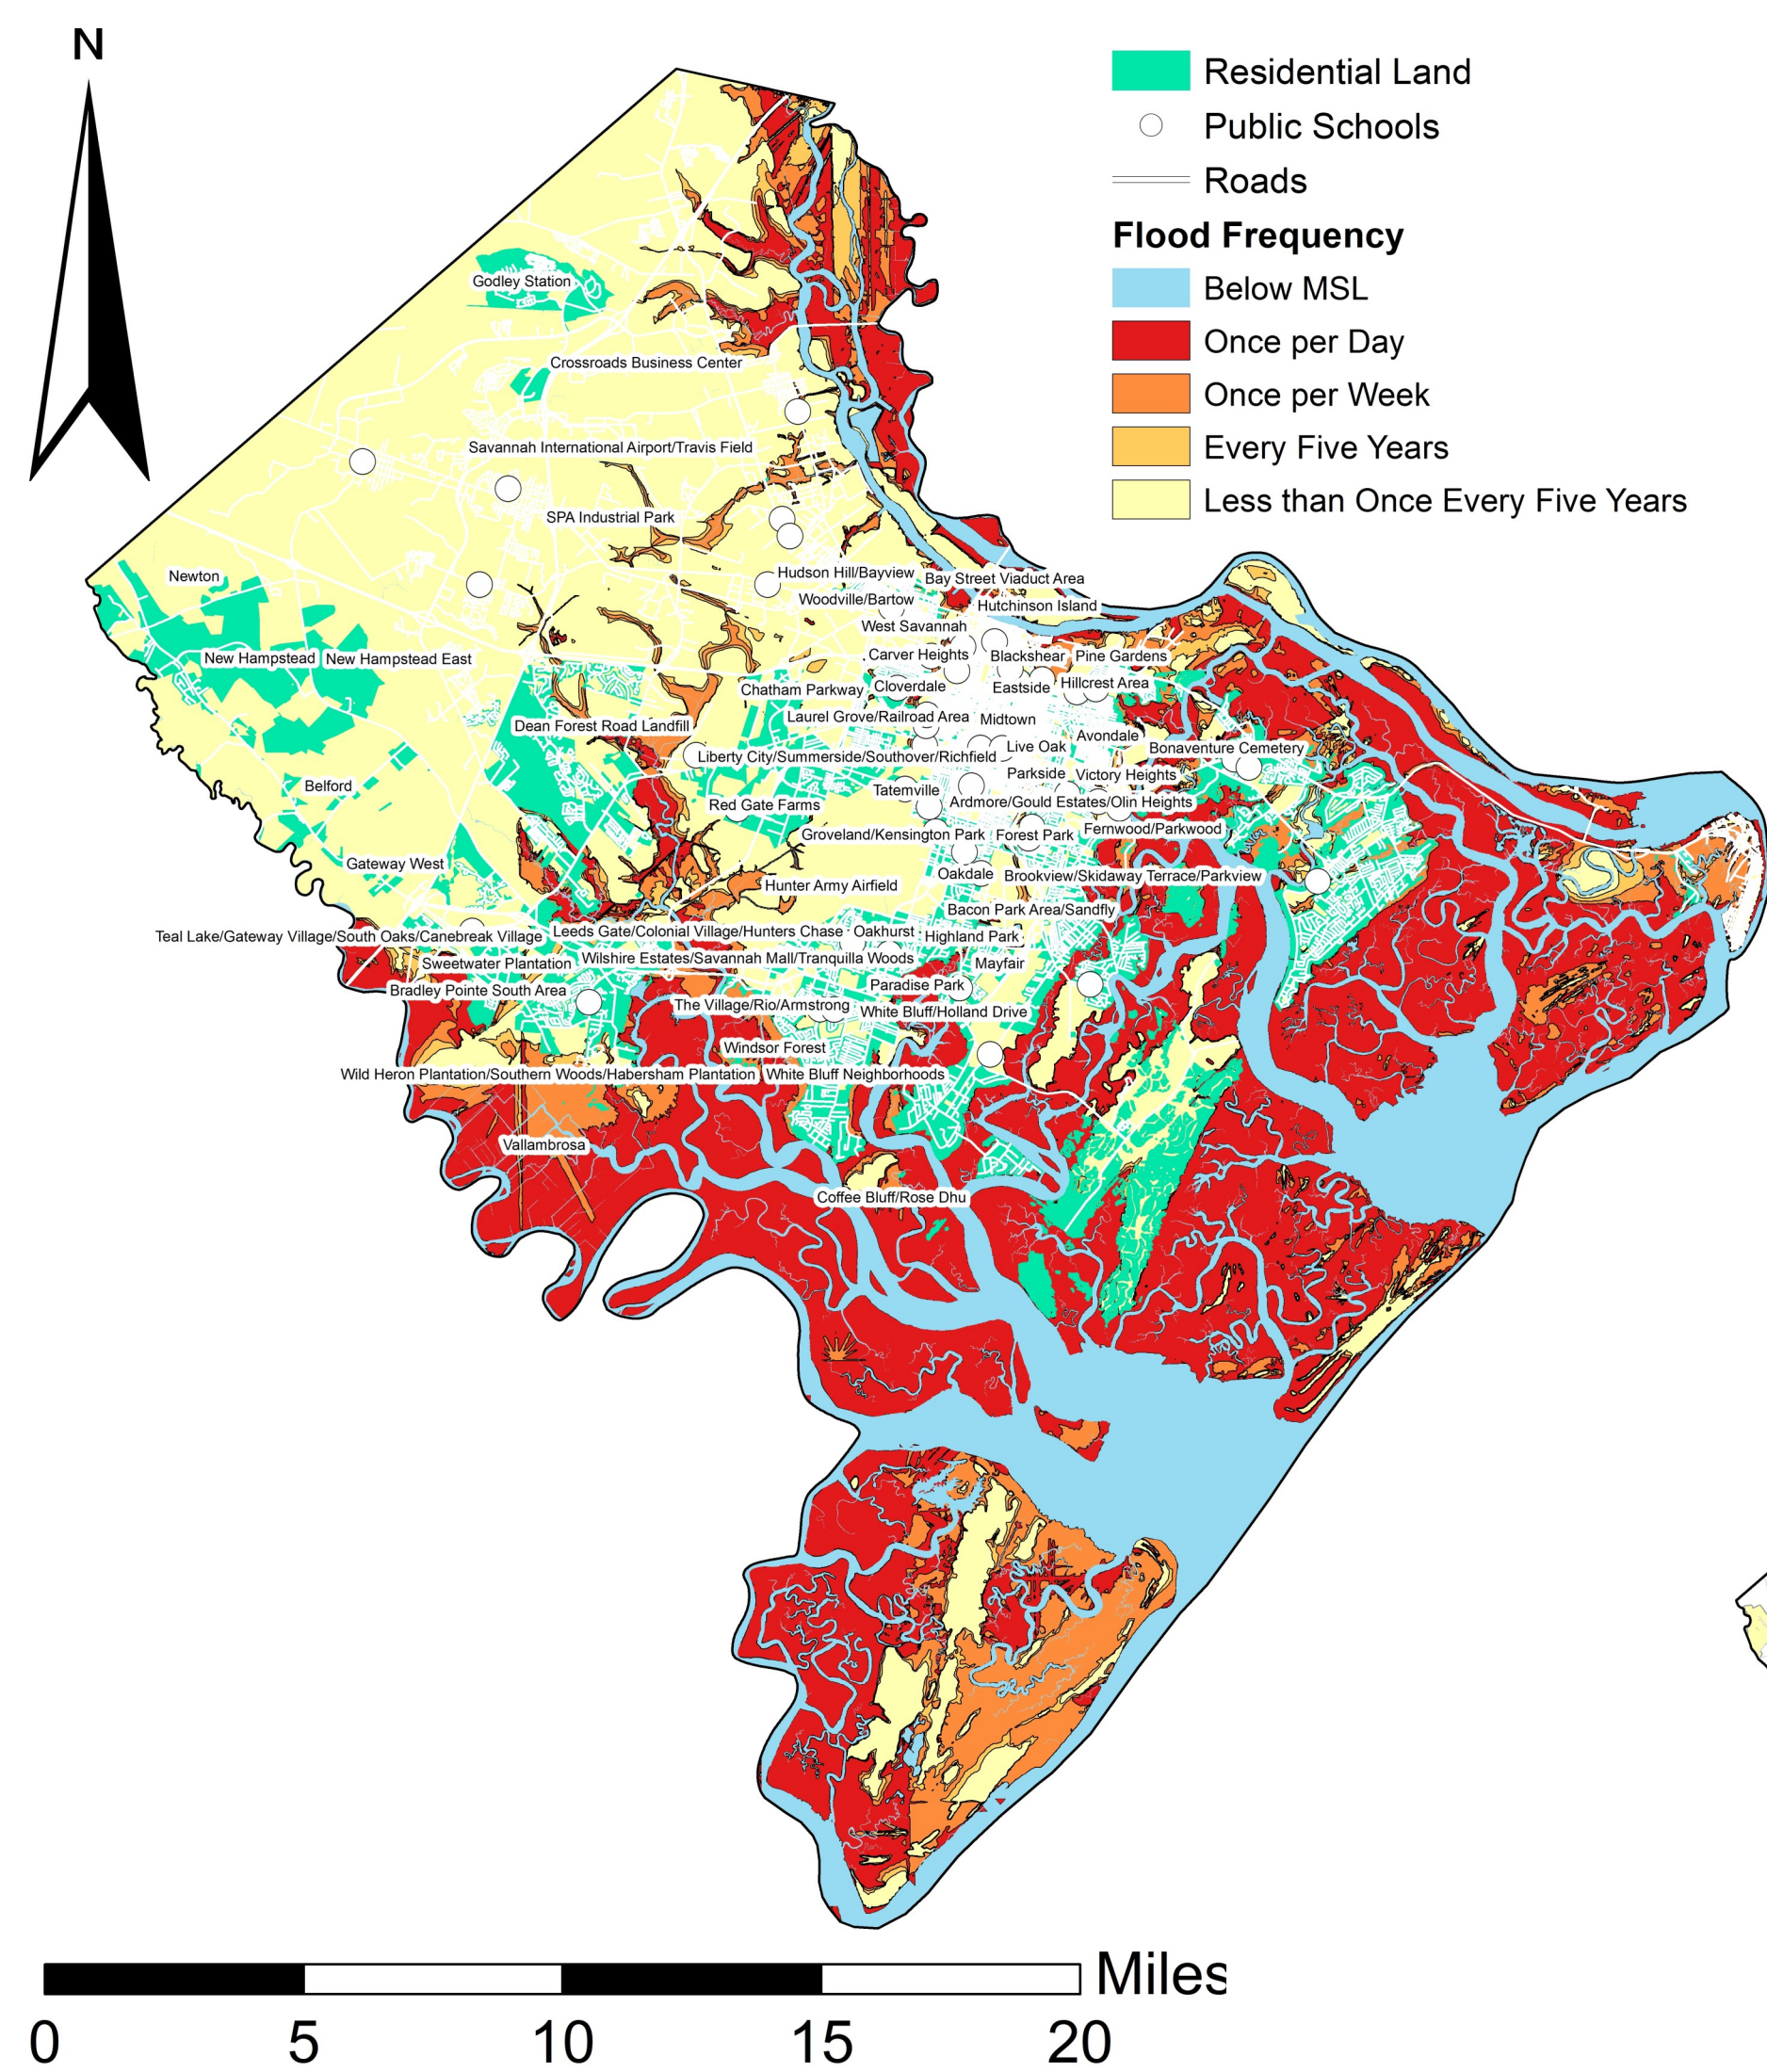 N
Residential Land
Public Schools
Roads
Flood Frequency
Below MSL
Once per Day
Once per Week
Every Five Years
Less than Once Every Five Years
Godley Station
Crossroads Business Center
Savannah International Airport/Travis Field
SPA Industrial Park
Newton
Hudson Hill/Bayview
Bay Street Viaduct Area
Woodville/Bartow
Hutchinson Island
West Savannah
New Hampstead
New Hampstead East
Carver Heights
Blackshear
Pine Gardens
Chatham Parkway
Cloverdale
Eastside
Hillcrest Area
Dean Forest Road Landfill
Laurel Grove/Railroad Area
Midtown
Avondale
Liberty City/Summerside/Southover/Richfield
Live Oak
Bonaventure Cemetery
Belford
Tatemville
Parkside
Victory Heights
Red Gate Farms
Ardmore/Gould Estates/Olin Heights
Groveland/Kensington Park
Forest Park
Fernwood/Parkwood
Gateway West
Hunter Army Airfield
Oakdale
Brookview/Skidaway Terrace/Parkview
Bacon Park Area/Sandfly
Teal Lake/Gateway Village/South Oaks/Canebreak Village
Leeds Gate/Colonial Village/Hunters Chase
Oakhurst
Highland Park
Sweetwater Plantation
Wilshire Estates/Savannah Mall/Tranquilla Woods
Mayfair
Bradley Pointe South Area
Paradise Park
The Village/Rio/Armstrong
White Bluff/Holland Drive
Windsor Forest
Wild Heron Plantation/Southern Woods/Habersham Plantation
White Bluff Neighborhoods
Vallambrosa
Coffee Bluff/Rose Dhu
Miles
0 5 10 15 20